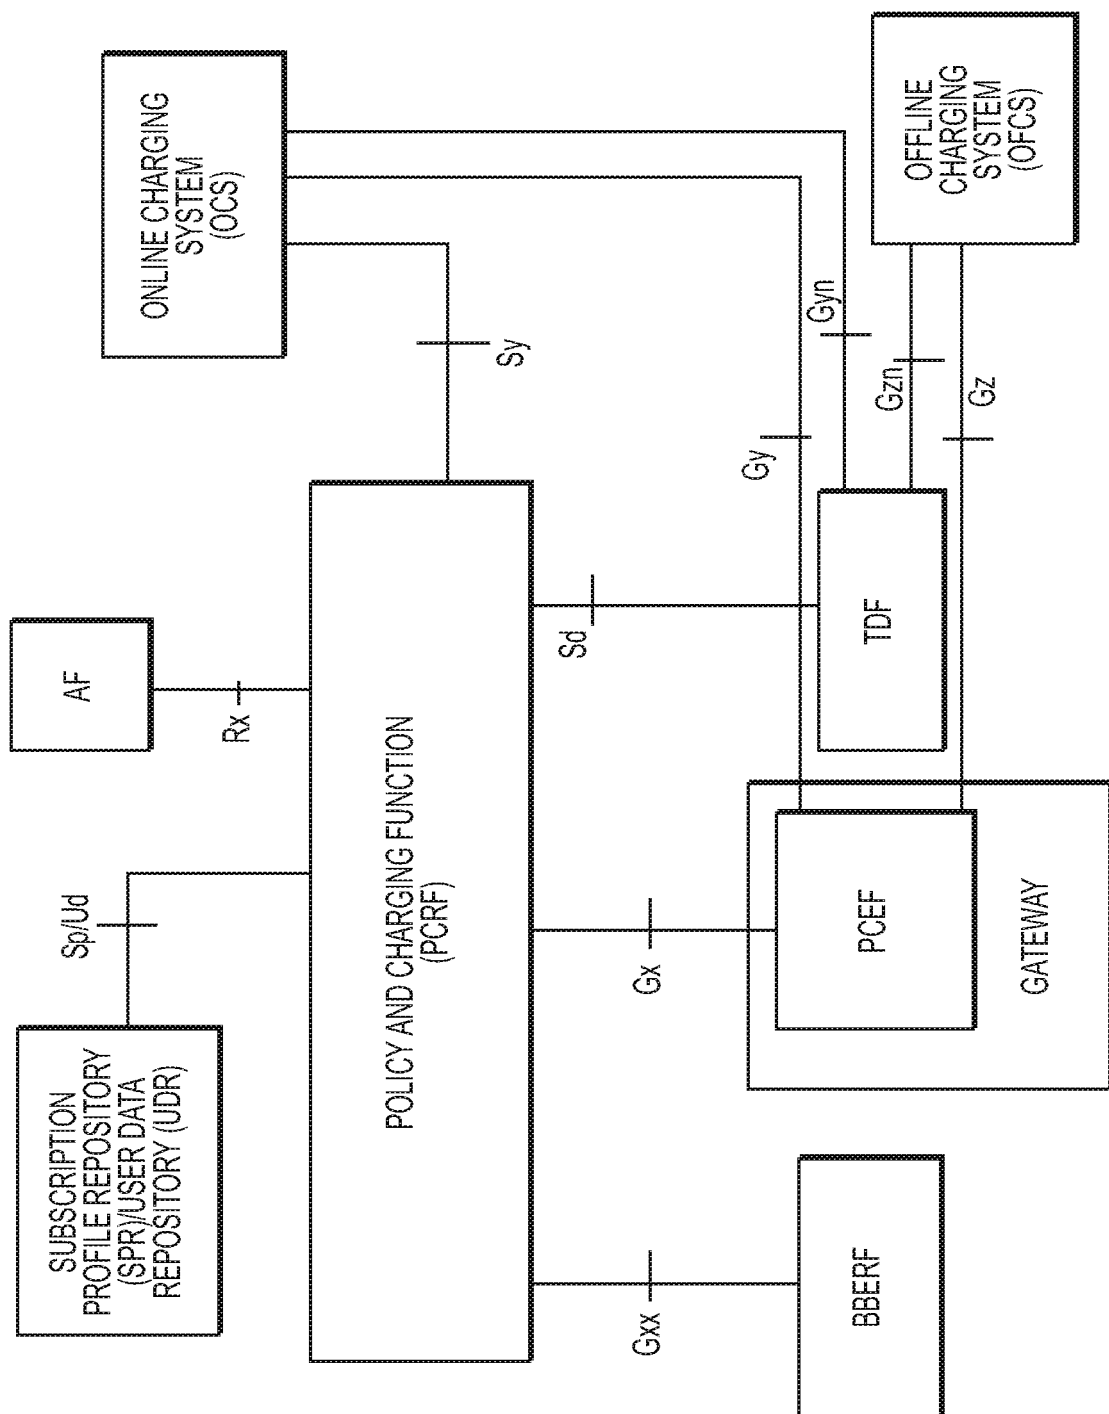 SUBSCRIPTION
PROFILE REPOSITORY
(SPR)/USER DATA
REPOSITORY (UDR)
Sp/Ud
AF
Rx
ONLINE CHARGING
SYSTEM
(OCS)
POLICY AND CHARGING FUNCTION
(PCRF)
Sy
Gxx
Gx
Sd
Gy
Gyn
Gzn
Gz
BBERF
PCEF
GATEWAY
TDF
OFFLINE
CHARGING
SYSTEM
(OFCS)